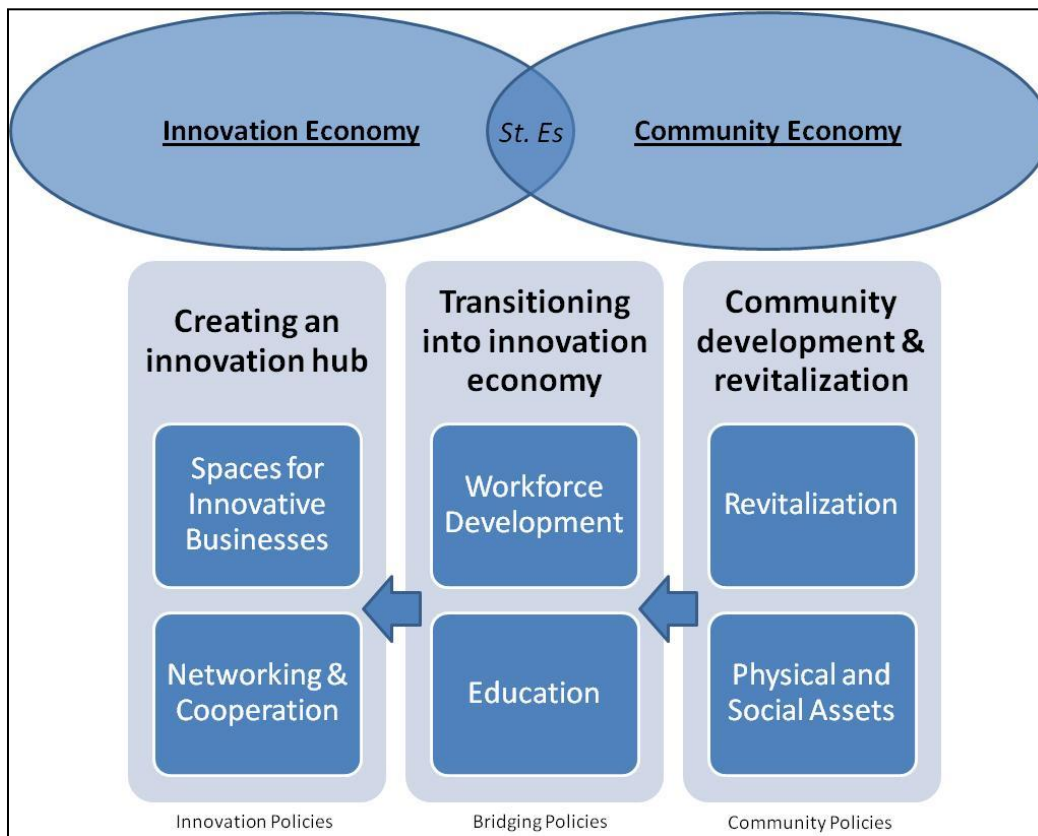 Innovation Economy
St. Es
Community Economy
Creating an
innovation hub
Spaces for
Innovative
Businesses
Networking &
Cooperation
Innovation Policies
Transitioning
into innovation
economy
Workforce
Development
Education
Bridging Policies
Community
development &
revitalization
Revitalization
Physical and
Social Assets
Community Policies